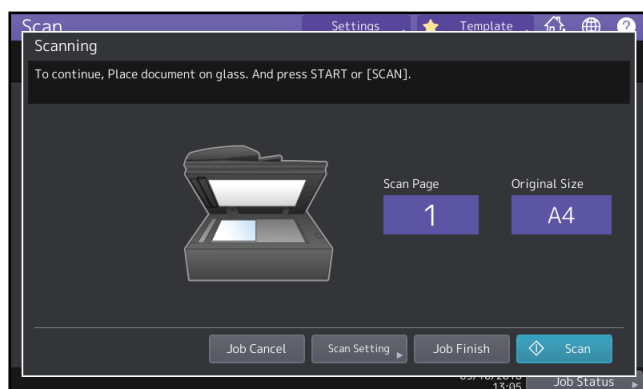 Scan
Settings
Template
Scanning
To continue, Place document on glass. And press START or [SCAN].
Scan Page
Original Size
1
A4
Job Cancel
Scan Setting
Job Finish
Scan
13:05
Job Status